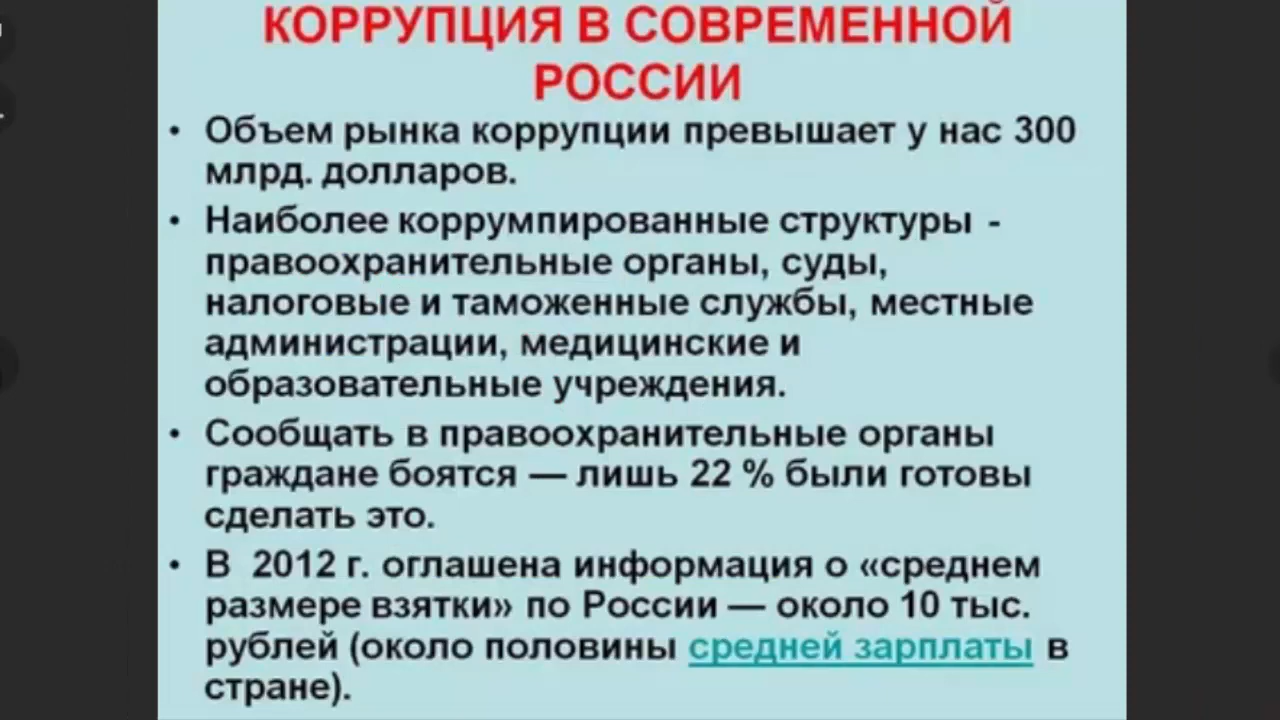 КОРРУПЦИЯ В СОВРЕМЕННОЙ
РОССИИ
• Объем рынка коррупции превышает у нас 300
млрд. долларов.
• Наиболее коррумпированные структуры -
правоохранительные органы, суды,
налоговые и таможенные службы, местные
администрации, медицинские и
образовательные учреждения.
• Сообщать в правоохранительные органы
граждане боятся — лишь 22 % были готовы
сделать это.
• В 2012 г. оглашена информация о «среднем
размере взятки» по России — около 10 тыс.
рублей (около половины средней зарплаты в
стране).